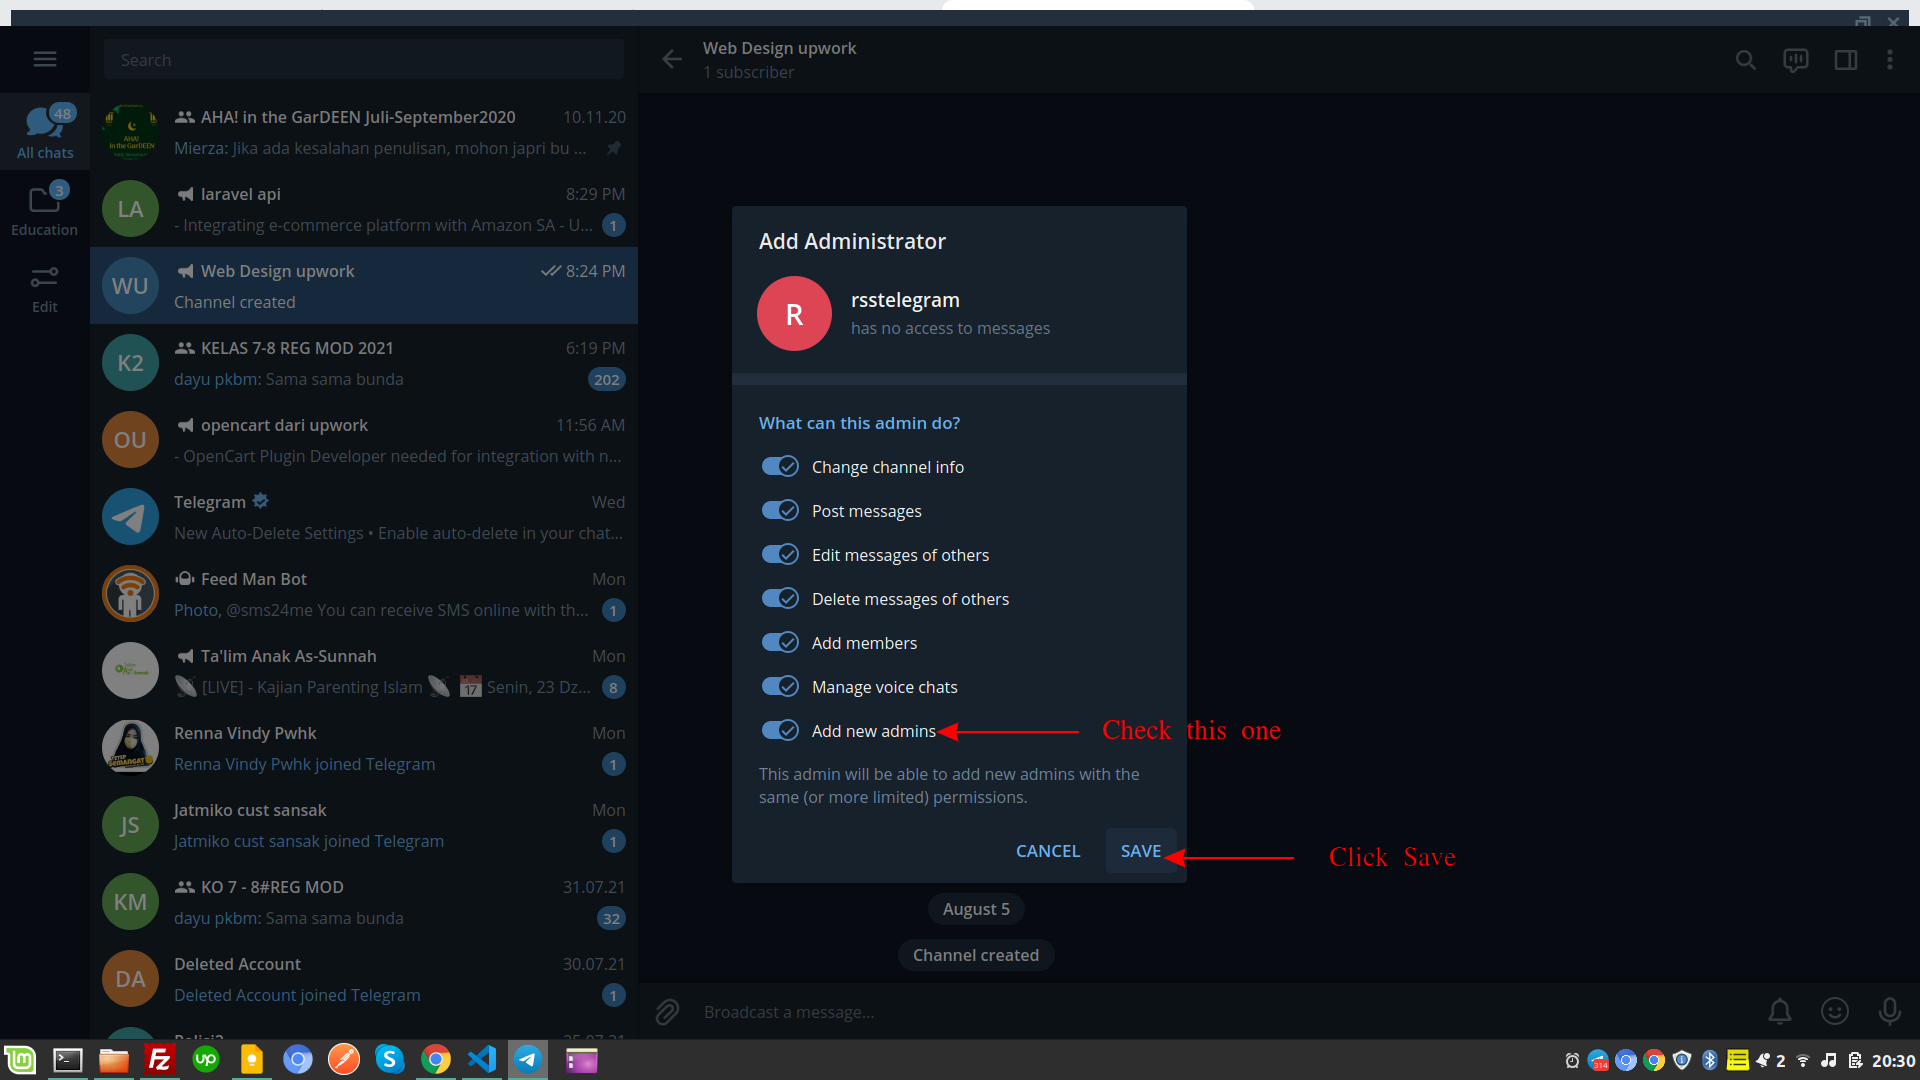 Search
Web Design upwork
1 subscriber
48
All chats
3
Education
Edit
AHA! in the GarDEEN Juli-September2020 10.11.20
Mierza: Jika ada kesalahan penulisan, mohon japri bu ...
LA
laravel api 8:29 PM
- Integrating e-commerce platform with Amazon SA - U... 1
WU
Web Design upwork 8:24 PM
Channel created
K2
KELAS 7-8 REG MOD 2021 6:19 PM
dayu pkbm: Sama sama bunda 202
OU
opencart dari upwork 11:56 AM
- OpenCart Plugin Developer needed for integration with n...
Telegram Wed
New Auto-Delete Settings • Enable auto-delete in your chat...
Feed Man Bot Mon
Photo, @sms24me You can receive SMS online with th... 1
Ta'lim Anak As-Sunnah Mon
[LIVE] - Kajian Parenting Islam 📡 📅 Senin, 23 Dz... 8
Renna Vindy Pwhk Mon
Renna Vindy Pwhk joined Telegram 1
JS
Jatmiko cust sansak Mon
Jatmiko cust sansak joined Telegram 1
KM
KO 7 - 8#REG MOD 31.07.21
dayu pkbm: Sama sama bunda 32
DA
Deleted Account 30.07.21
Deleted Account joined Telegram 1
Add Administrator
R
rsstelegram
has no access to messages
What can this admin do?
Change channel info
Post messages
Edit messages of others
Delete messages of others
Add members
Manage voice chats
Add new admins
Check this one
This admin will be able to add new admins with the
same (or more limited) permissions.
CANCEL
SAVE
Click Save
August 5
Channel created
Broadcast a message...
314
2
20:30